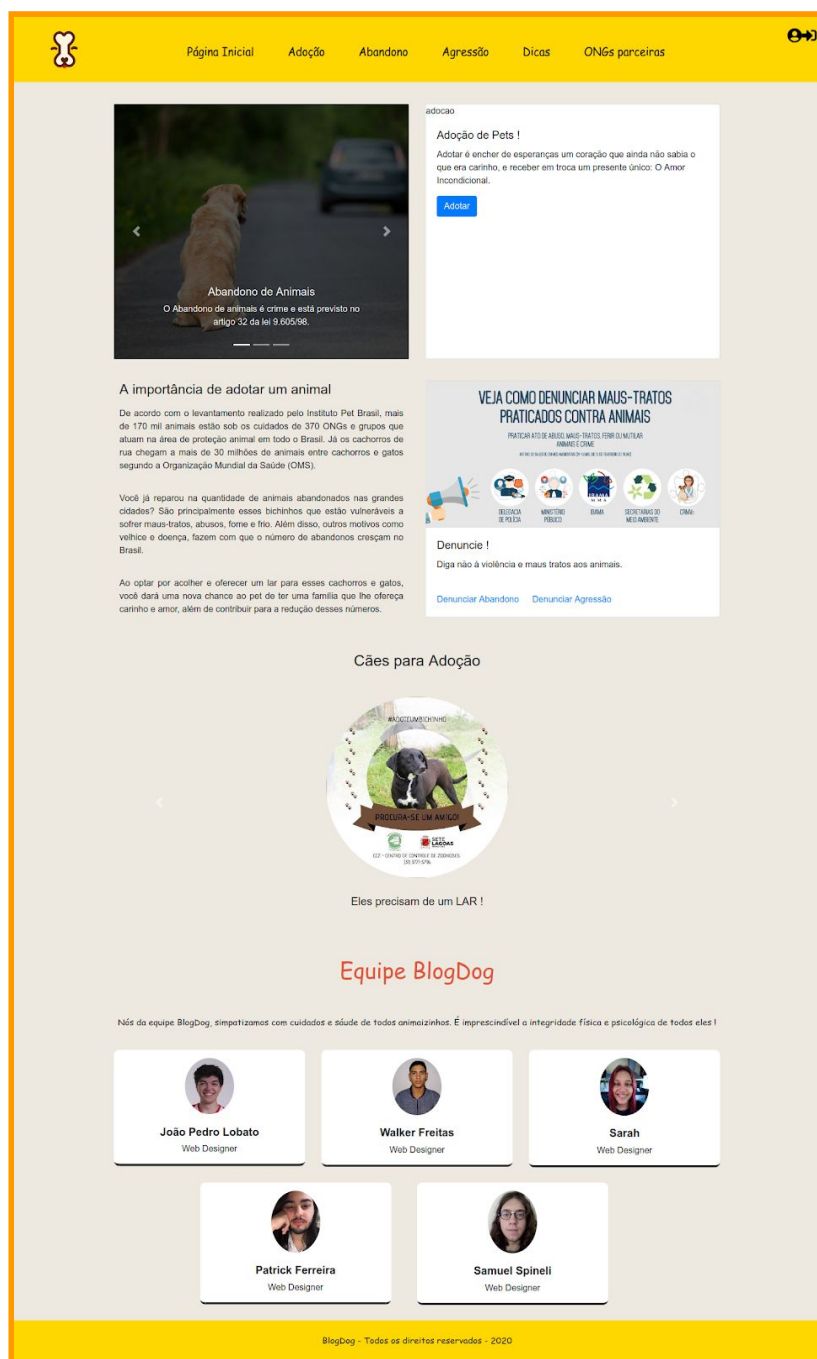 Página Inicial Adoção Abandono Agressão Dicas ONGs parceiras
Abandono de Animais
O Abandono de animais é crime e está previsto no
artigo 32 da lei 9.605/98.
adocao
Adoção de Pets !
Adotar é encher de esperanças um coração que ainda não sabia o
que era carinho, e receber em troca um presente único: O Amor
Incondicional.
Adotar
A importância de adotar um animal
De acordo com o levantamento realizado pelo Instituto Pet Brasil, mais
de 170 mil animais estão sob os cuidados de 370 ONGs e grupos que
atuam na área de proteção animal em todo o Brasil. Já os cachorros de
rua chegam a mais de 30 milhões de animais entre cachorros e gatos
segundo a Organização Mundial da Saúde (OMS).
Você já reparou na quantidade de animais abandonados nas grandes
cidades? São principalmente esses bichinhos que estão vulneráveis a
sofrer maus-tratos, abusos, fome e frio. Além disso, outros motivos como
velhice e doença, fazem com que o número de abandonos cresçam no
Brasil.
Ao optar por acolher e oferecer um lar para esses cachorros e gatos,
você dará uma nova chance ao pet de ter uma família que lhe ofereça
carinho e amor, além de contribuir para a redução desses números.
VEJA COMO DENUNCIAR MAUS-TRATOS
PRATICADOS CONTRA ANIMAIS
PRATICAR ATO DE ABUSO, MAUS-TRATOS, FERIR OU MUTILAR
ANIMAIS É CRIME
IBAMA
M M A
DELEGACIA DE POLÍCIA
MINISTÉRIO PÚBLICO
IBAMA
SECRETARIAS DO MEIO AMBIENTE
CRMVs
Denuncie !
Diga não à violência e maus tratos aos animais.
Denunciar Abandono Denunciar Agressão
Cães para Adoção
#ADOTEUMBICHINHO
PROCURA-SE UM AMIGO!
SETE
LAGOAS
CCZ - CENTRO DE CONTROLE DE ZOONOSES
Eles precisam de um LAR !
Equipe BlogDog
Nós da equipe BlogDog, simpatizamos com cuidados e sáude de todos animaizinhos. É imprescindível a integridade física e psicológica de todos eles !
João Pedro Lobato
Web Designer
Walker Freitas
Web Designer
Sarah
Web Designer
Patrick Ferreira
Web Designer
Samuel Spineli
Web Designer
BlogDog - Todos os direitos reservados - 2020